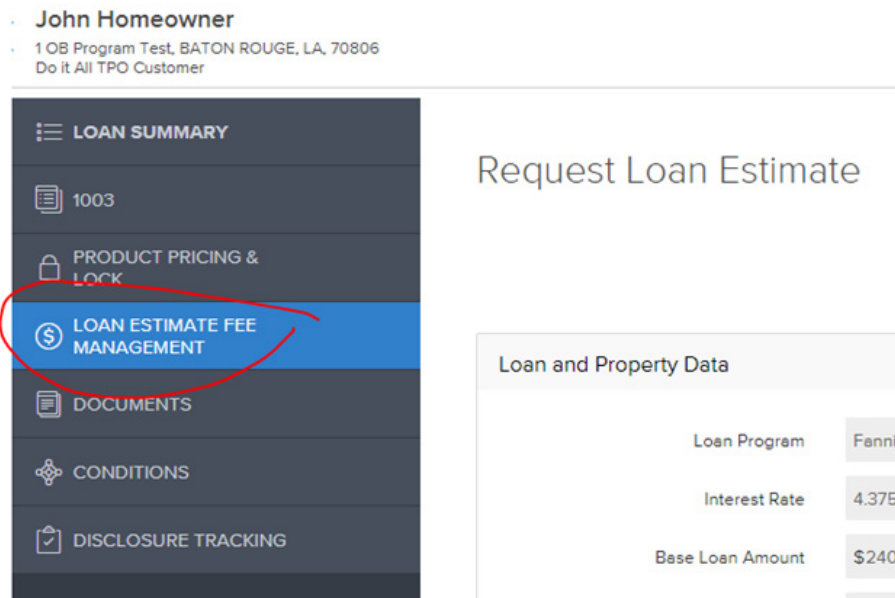 John Homeowner
1 OB Program Test, BATON ROUGE, LA, 70806
Do it All TPO Customer
LOAN SUMMARY
1003
PRODUCT PRICING &
LOCK
LOAN ESTIMATE FEE
MANAGEMENT
DOCUMENTS
CONDITIONS
DISCLOSURE TRACKING
Request Loan Estimate
Loan and Property Data
Loan Program
Interest Rate
Base Loan Amount